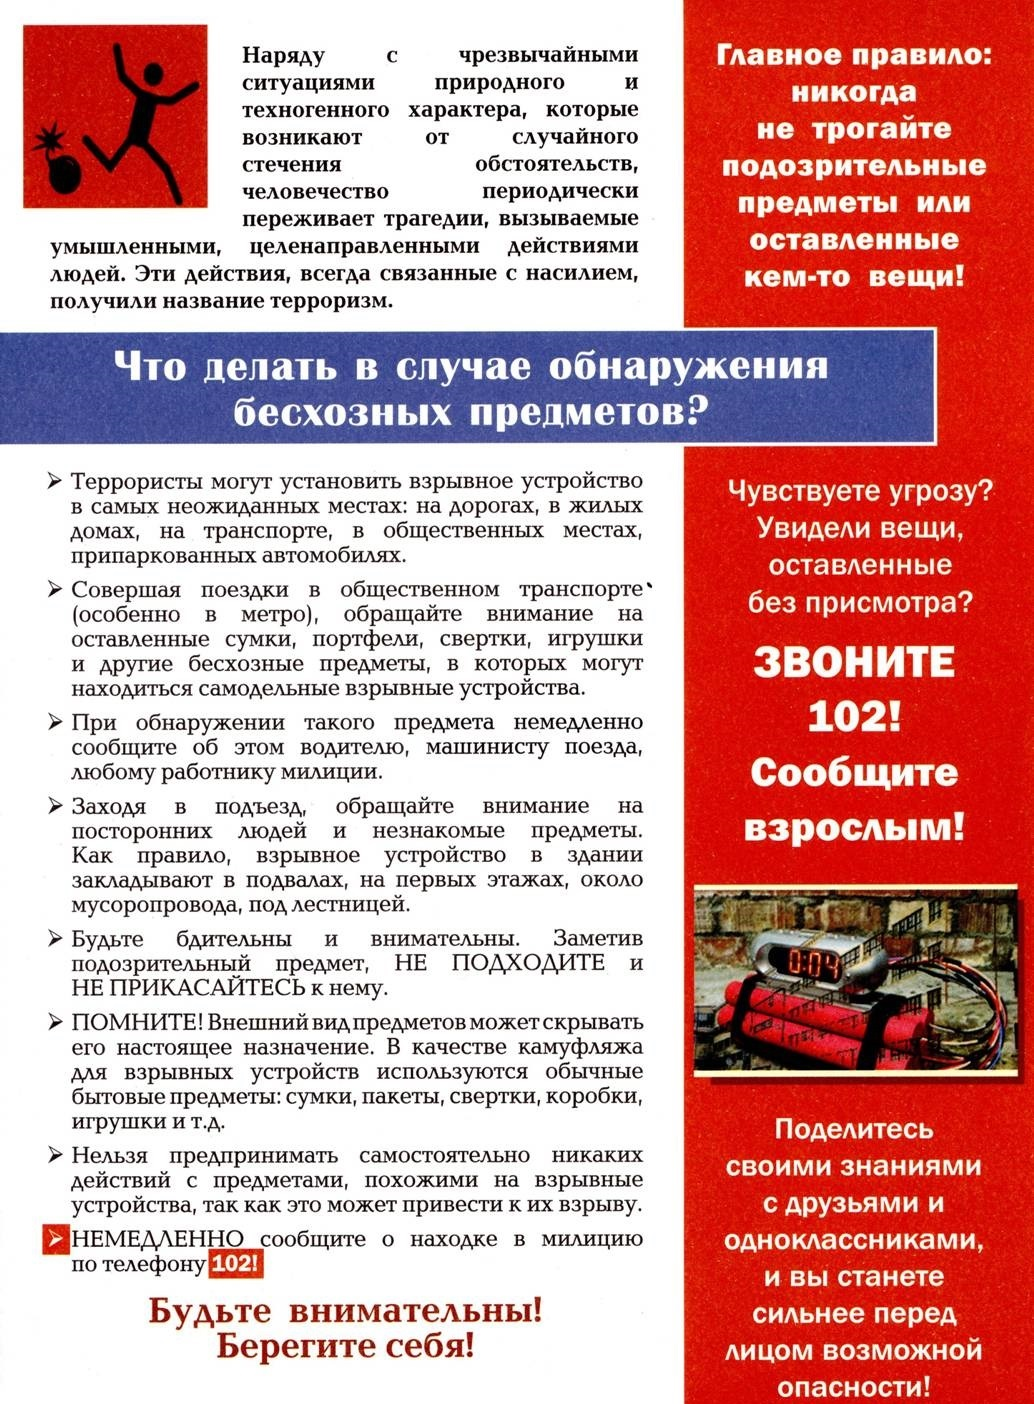 Наряду с чрезвычайными
ситуациями природного и
техногенного характера, которые
возникают от случайного
стечения обстоятельств,
человечество периодически
переживает трагедии, вызываемые
умышленными, целенаправленными действиями
людей. Эти действия, всегда связанные с насилием,
получили название терроризм.
Главное правило:
никогда
не трогайте
подозрительные
предметы или
оставленные
кем-то вещи!
Что делать в случае обнаружения
бесхозных предметов?
➢ Террористы могут установить взрывное устройство
в самых неожиданных местах: на дорогах, в жилых
домах, на транспорте, в общественных местах,
припаркованных автомобилях.
➢ Совершая поездки в общественном транспорте
(особенно в метро), обращайте внимание на
оставленные сумки, портфели, свертки, игрушки
и другие бесхозные предметы, в которых могут
находиться самодельные взрывные устройства.
➢ При обнаружении такого предмета немедленно
сообщите об этом водителю, машинисту поезда,
любому работнику милиции.
➢ Заходя в подъезд, обращайте внимание на
посторонних людей и незнакомые предметы.
Как правило, взрывное устройство в здании
закладывают в подвалах, на первых этажах, около
мусоропровода, под лестницей.
➢ Будьте бдительны и внимательны. Заметив
подозрительный предмет, НЕ ПОДХОДИТЕ и
НЕ ПРИКАСАЙТЕСЬ к нему.
➢ ПОМНИТЕ! Внешний вид предметов может скрывать
его настоящее назначение. В качестве камуфляжа
для взрывных устройств используются обычные
бытовые предметы: сумки, пакеты, свертки, коробки,
игрушки и т.д.
➢ Нельзя предпринимать самостоятельно никаких
действий с предметами, похожими на взрывные
устройства, так как это может привести к их взрыву.
➢ НЕМЕДЛЕННО сообщите о находке в милицию
по телефону 102!
Будьте внимательны!
Берегите себя!
Чувствуете угрозу?
Увидели вещи,
оставленные
без присмотра?
ЗВОНИТЕ
102!
Сообщите
взрослым!
0:04
Поделитесь
своими знаниями
с друзьями и
одноклассниками,
и вы станете
сильнее перед
лицом возможной
опасности!